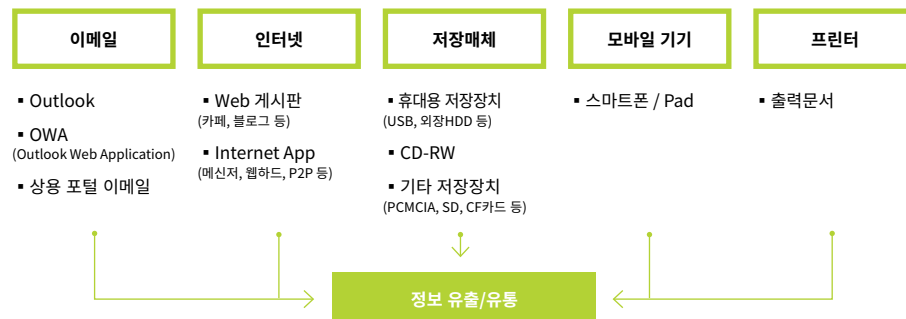 이메일
▪ Outlook
▪ OWA
(Outlook Web Application)
▪ 상용 포털 이메일
인터넷
▪ Web 게시판
(카페, 블로그 등)
▪ Internet App
(메신저, 웹하드, P2P 등)
저장매체
▪ 휴대용 저장장치
(USB, 외장HDD 등)
▪ CD-RW
▪ 기타 저장장치
(PCMCIA, SD, CF카드 등)
모바일 기기
▪ 스마트폰 / Pad
프린터
▪ 출력문서
정보 유출/유통